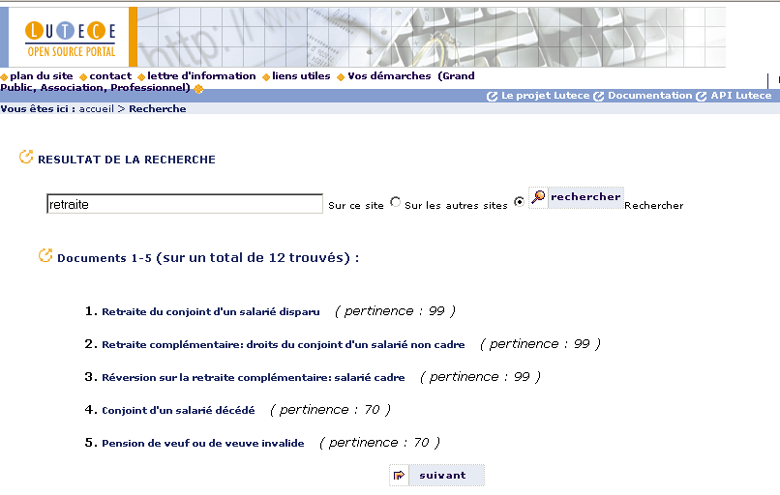 LUTECE
OPEN SOURCE PORTAL
http://w
plan du site contact lettre d'information liens utiles Vos démarches (Grand
Public, Association, Professionnel)
Le projet Lutece Documentation API Lutece
Vous êtes ici : accueil > Recherche
RESULTAT DE LA RECHERCHE
retraite Sur ce site Sur les autres sites rechercher Rechercher
Documents 1-5 (sur un total de 12 trouvés) :
1. Retraite du conjoint d'un salarié disparu ( pertinence : 99 )
2. Retraite complémentaire: droits du conjoint d'un salarié non cadre ( pertinence : 99 )
3. Réversion sur la retraite complémentaire: salarié cadre ( pertinence : 99 )
4. Conjoint d'un salarié décédé ( pertinence : 70 )
5. Pension de veuf ou de veuve invalide ( pertinence : 70 )
suivant